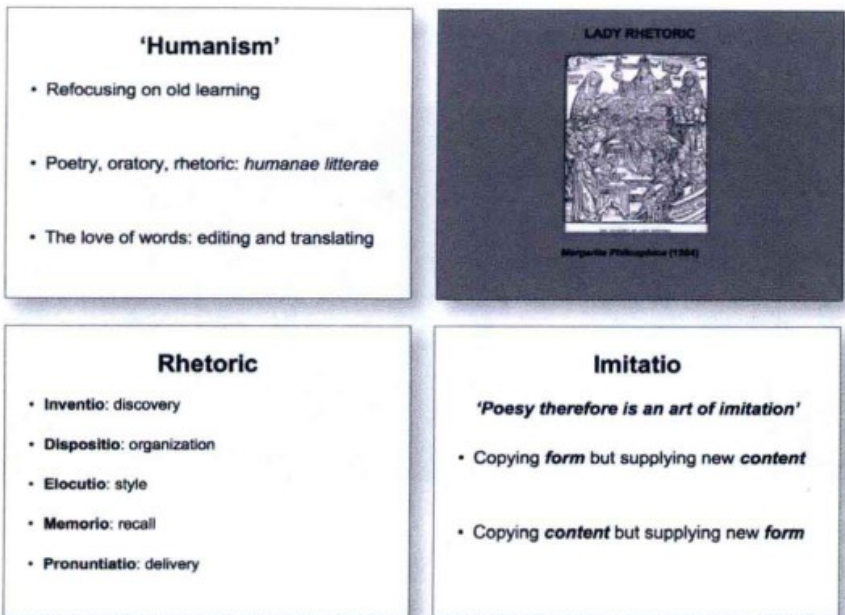 'Humanism'
• Refocusing on old learning
• Poetry, oratory, rhetoric: humanae litterae
• The love of words: editing and translating
LADY RHETORIC
Margarita Philosophica (1504)
Rhetoric
• Inventio: discovery
• Dispositio: organization
• Elocutio: style
• Memorio: recall
• Pronuntiatio: delivery
Imitatio
'Poesy therefore is an art of imitation'
• Copying form but supplying new content
• Copying content but supplying new form